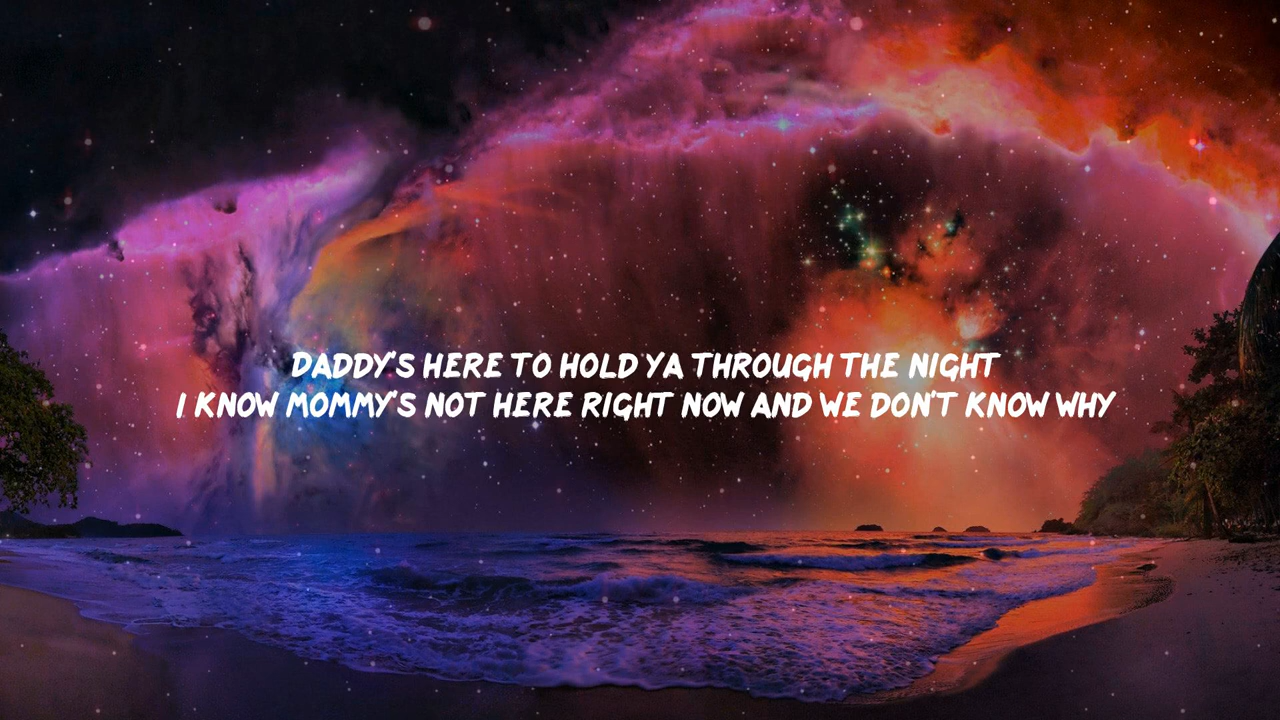 DADDY'S HERE TO HOLD YA THROUGH THE NIGHT
I KNOW MOMMY'S NOT HERE RIGHT NOW AND WE DON'T KNOW WHY